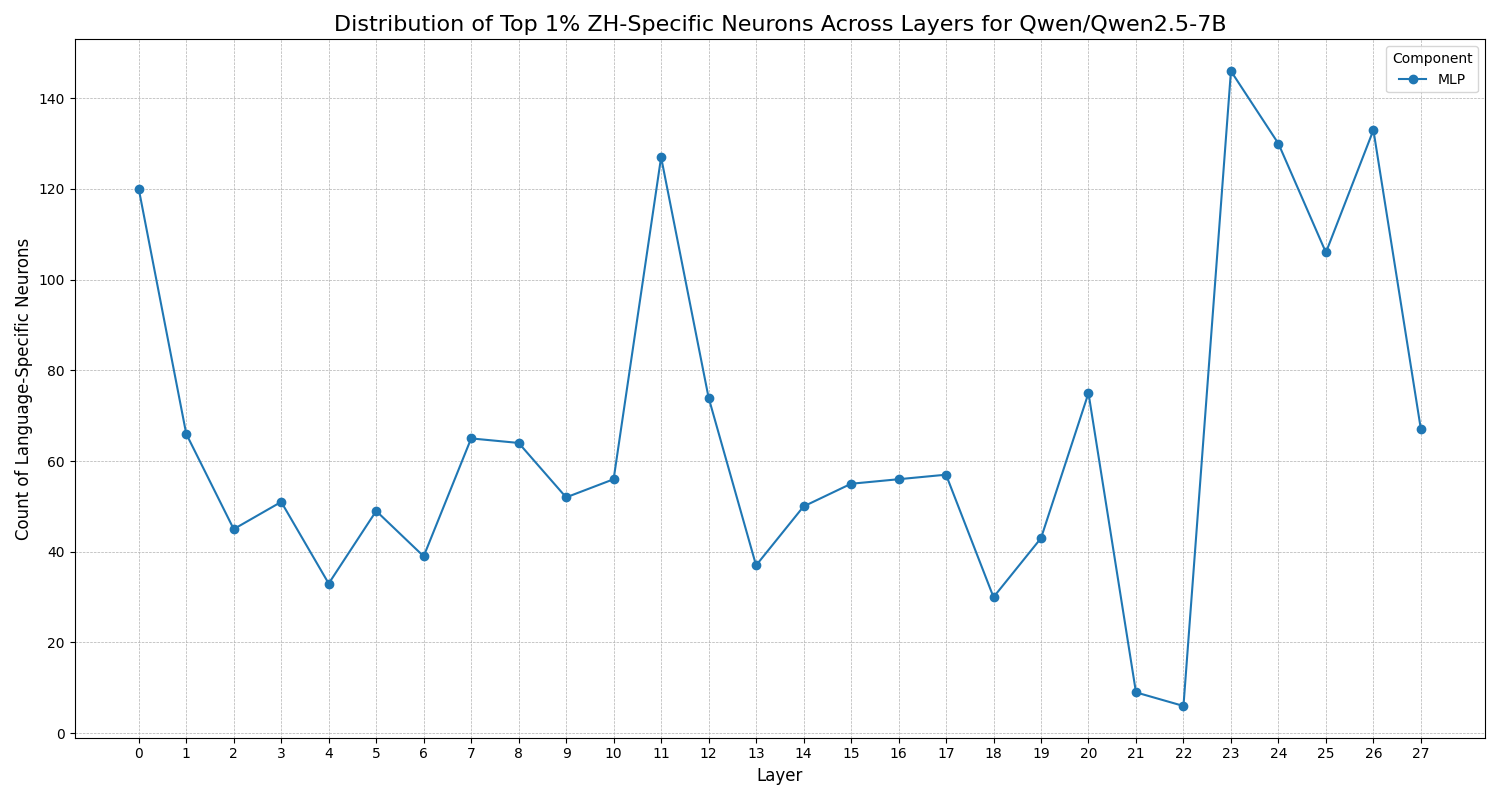 Distribution of Top 1% ZH-Specific Neurons Across Layers for Qwen/Qwen2.5-7B
Component
MLP
Count of Language-Specific Neurons
140
120
100
80
60
40
20
0
0 1 2 3 4 5 6 7 8 9 10 11 12 13 14 15 16 17 18 19 20 21 22 23 24 25 26 27
Layer